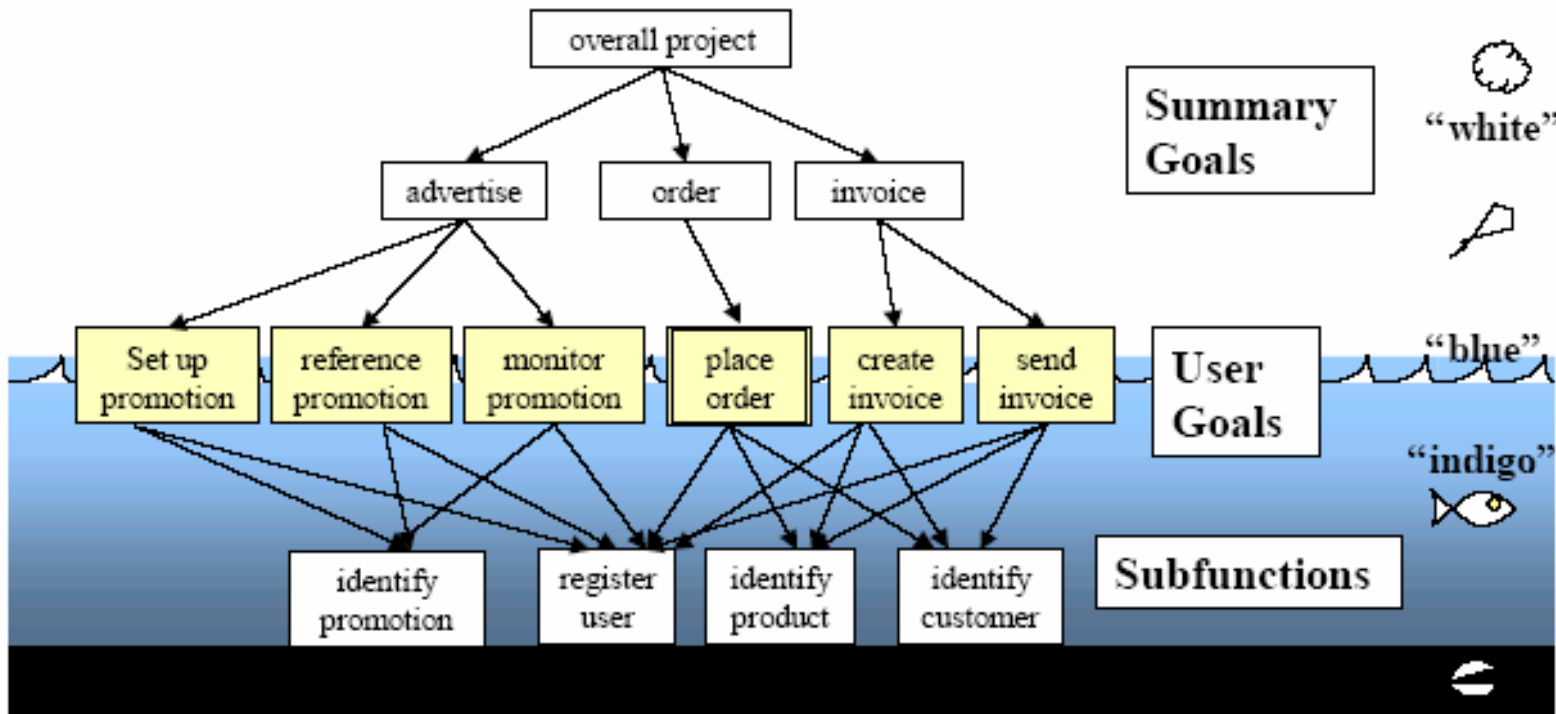 overall project
Summary
Goals
“white”
advertise
order
invoice
Set up
promotion
reference
promotion
monitor
promotion
place
order
create
invoice
send
invoice
User
Goals
“blue”
“indigo”
identify
promotion
register
user
identify
product
identify
customer
Subfunctions